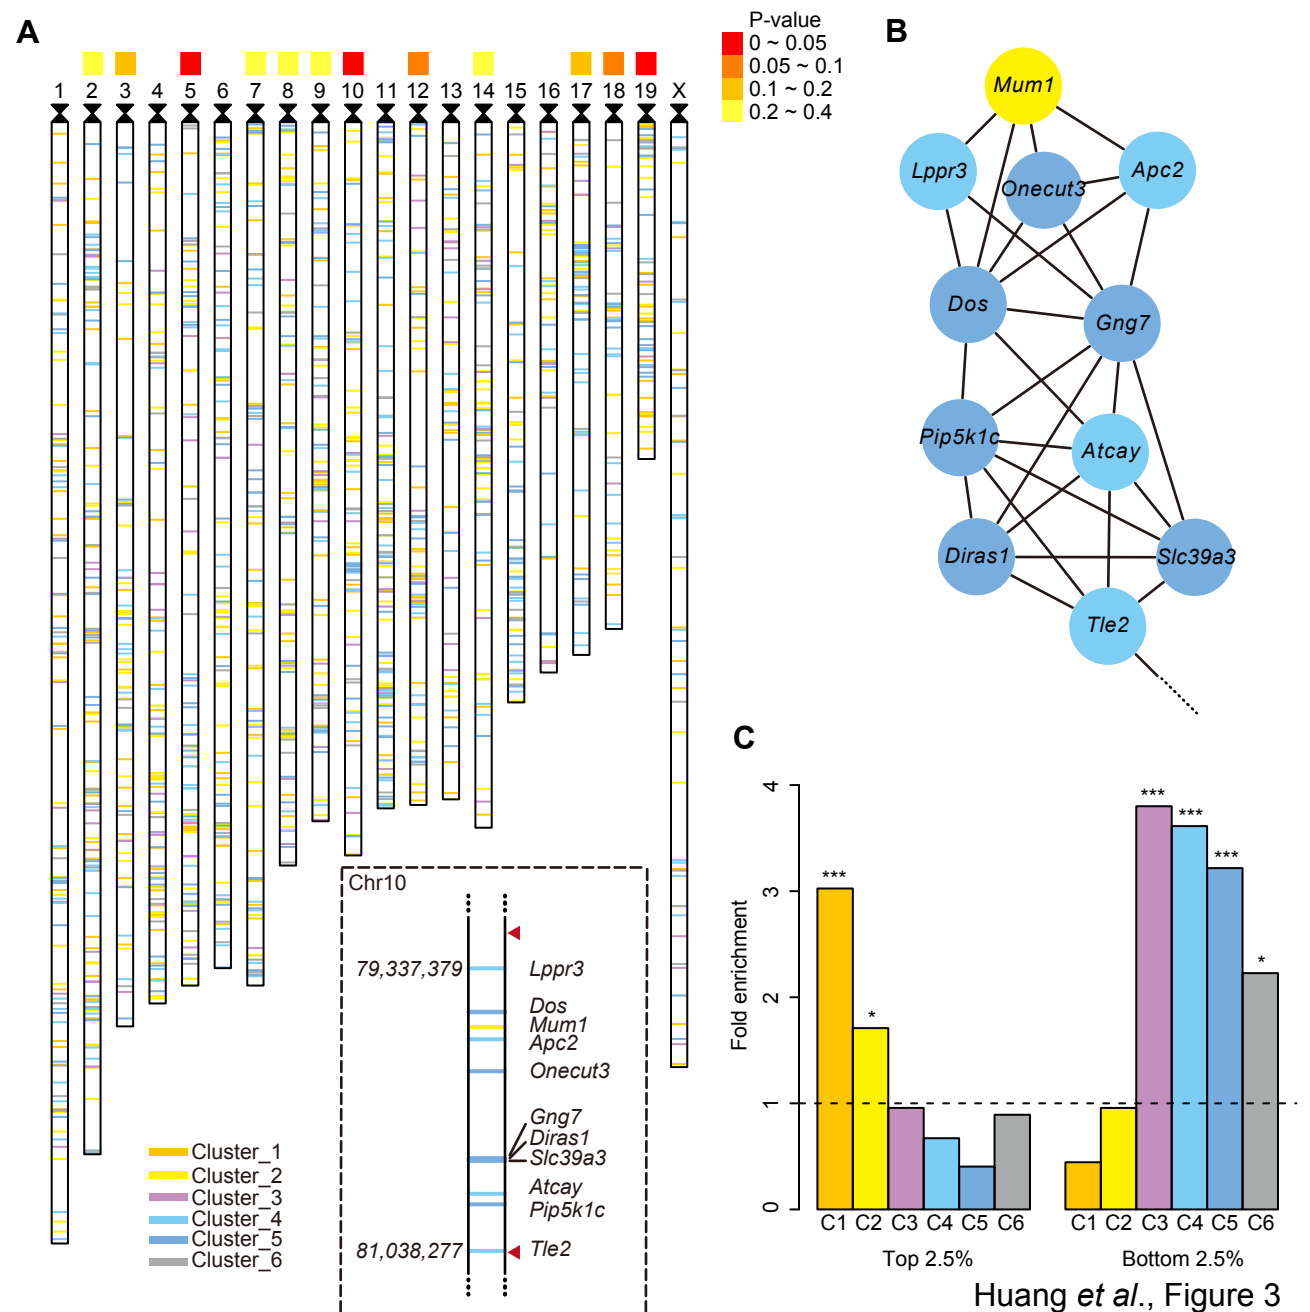 A
P-value
0 ~ 0.05
0.05 ~ 0.1
0.1 ~ 0.2
0.2 ~ 0.4
1 2 3 4 5 6 7 8 9 10 11 12 13 14 15 16 17 18 19 X
Cluster_1
Cluster_2
Cluster_3
Cluster_4
Cluster_5
Cluster_6
Chr10
79,337,379
Lppr3
Dos
Mum1
Apc2
Onecut3
Gng7
Diras1
Slc39a3
Atcay
Pip5k1c
81,038,277
Tle2
B
Mum1
Lppr3
Onecut3
Apc2
Dos
Gng7
Pip5k1c
Atcay
Diras1
Slc39a3
Tle2
C
Fold enrichment
4
3
2
1
0
*** * *** *** *** *
C1 C2 C3 C4 C5 C6 C1 C2 C3 C4 C5 C6
Top 2.5% Bottom 2.5%
Huang et al., Figure 3